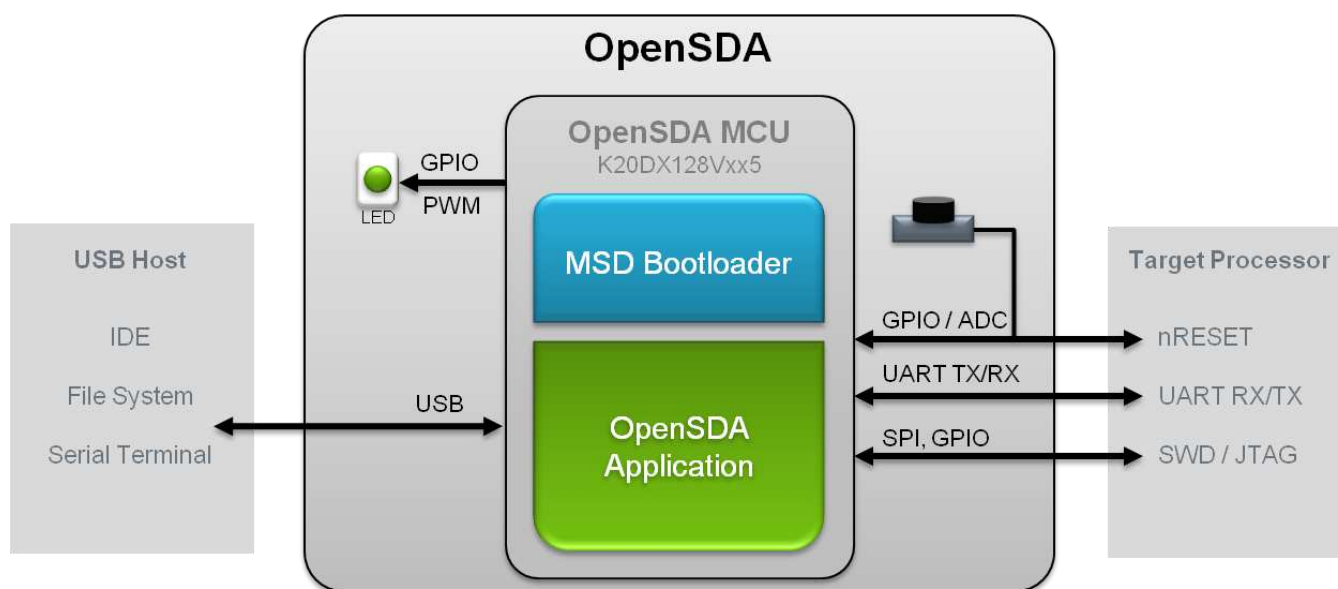 OpenSDA
OpenSDA MCU
K20DX128Vxx5
GPIO
PWM
LED
MSD Bootloader
USB Host
IDE
File System
Serial Terminal
USB
OpenSDA
Application
GPIO / ADC
UART TX/RX
SPI, GPIO
Target Processor
nRESET
UART RX/TX
SWD / JTAG